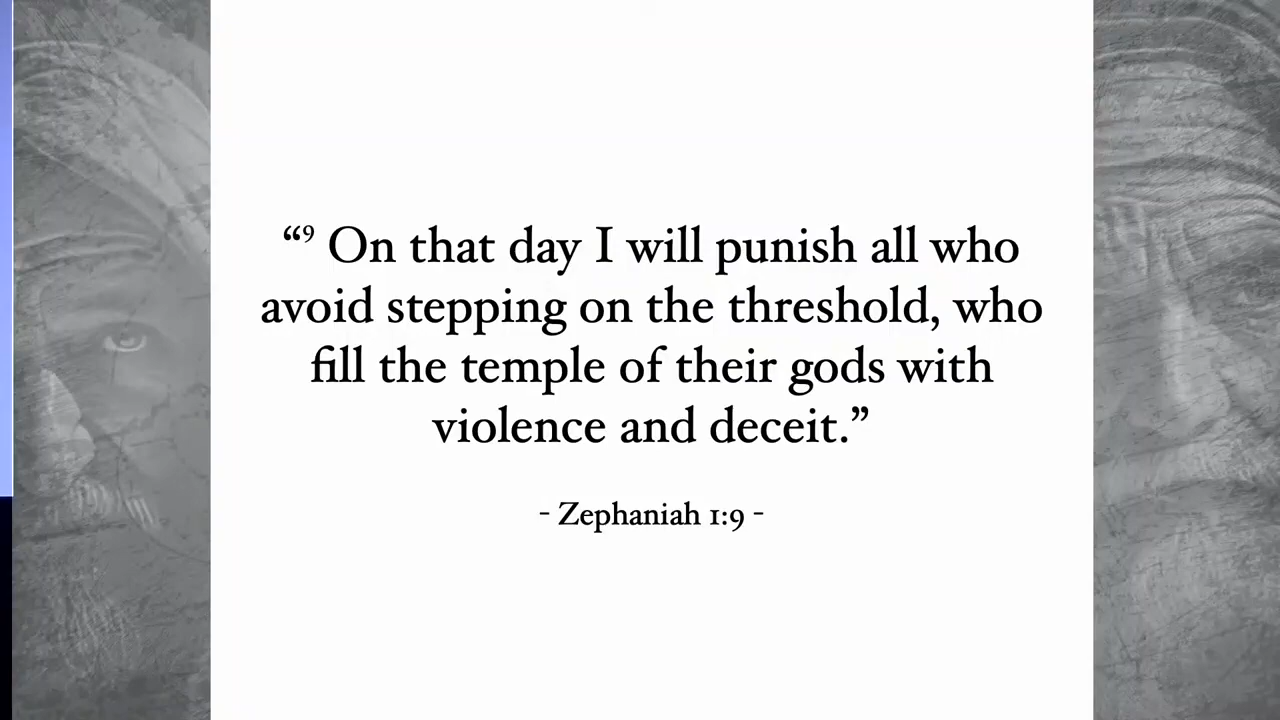 “⁹ On that day I will punish all who
avoid stepping on the threshold, who
fill the temple of their gods with
violence and deceit.”
- Zephaniah 1:9 -